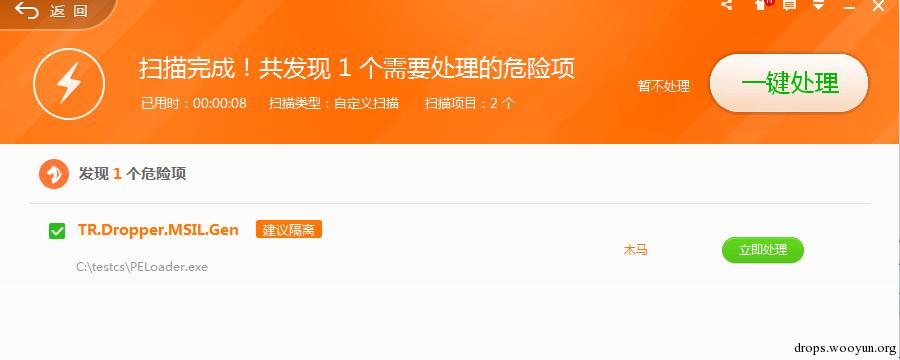 返 回
扫描完成！共发现 1 个需要处理的危险项
已用时：00:00:08 扫描类型：自定义扫描 扫描项目：2 个
暂不处理
一键处理
发现 1 个危险项
TR.Dropper.MSIL.Gen 建议隔离
木马
立即处理
C:\testcs\PELoader.exe
drops.wooyun.org